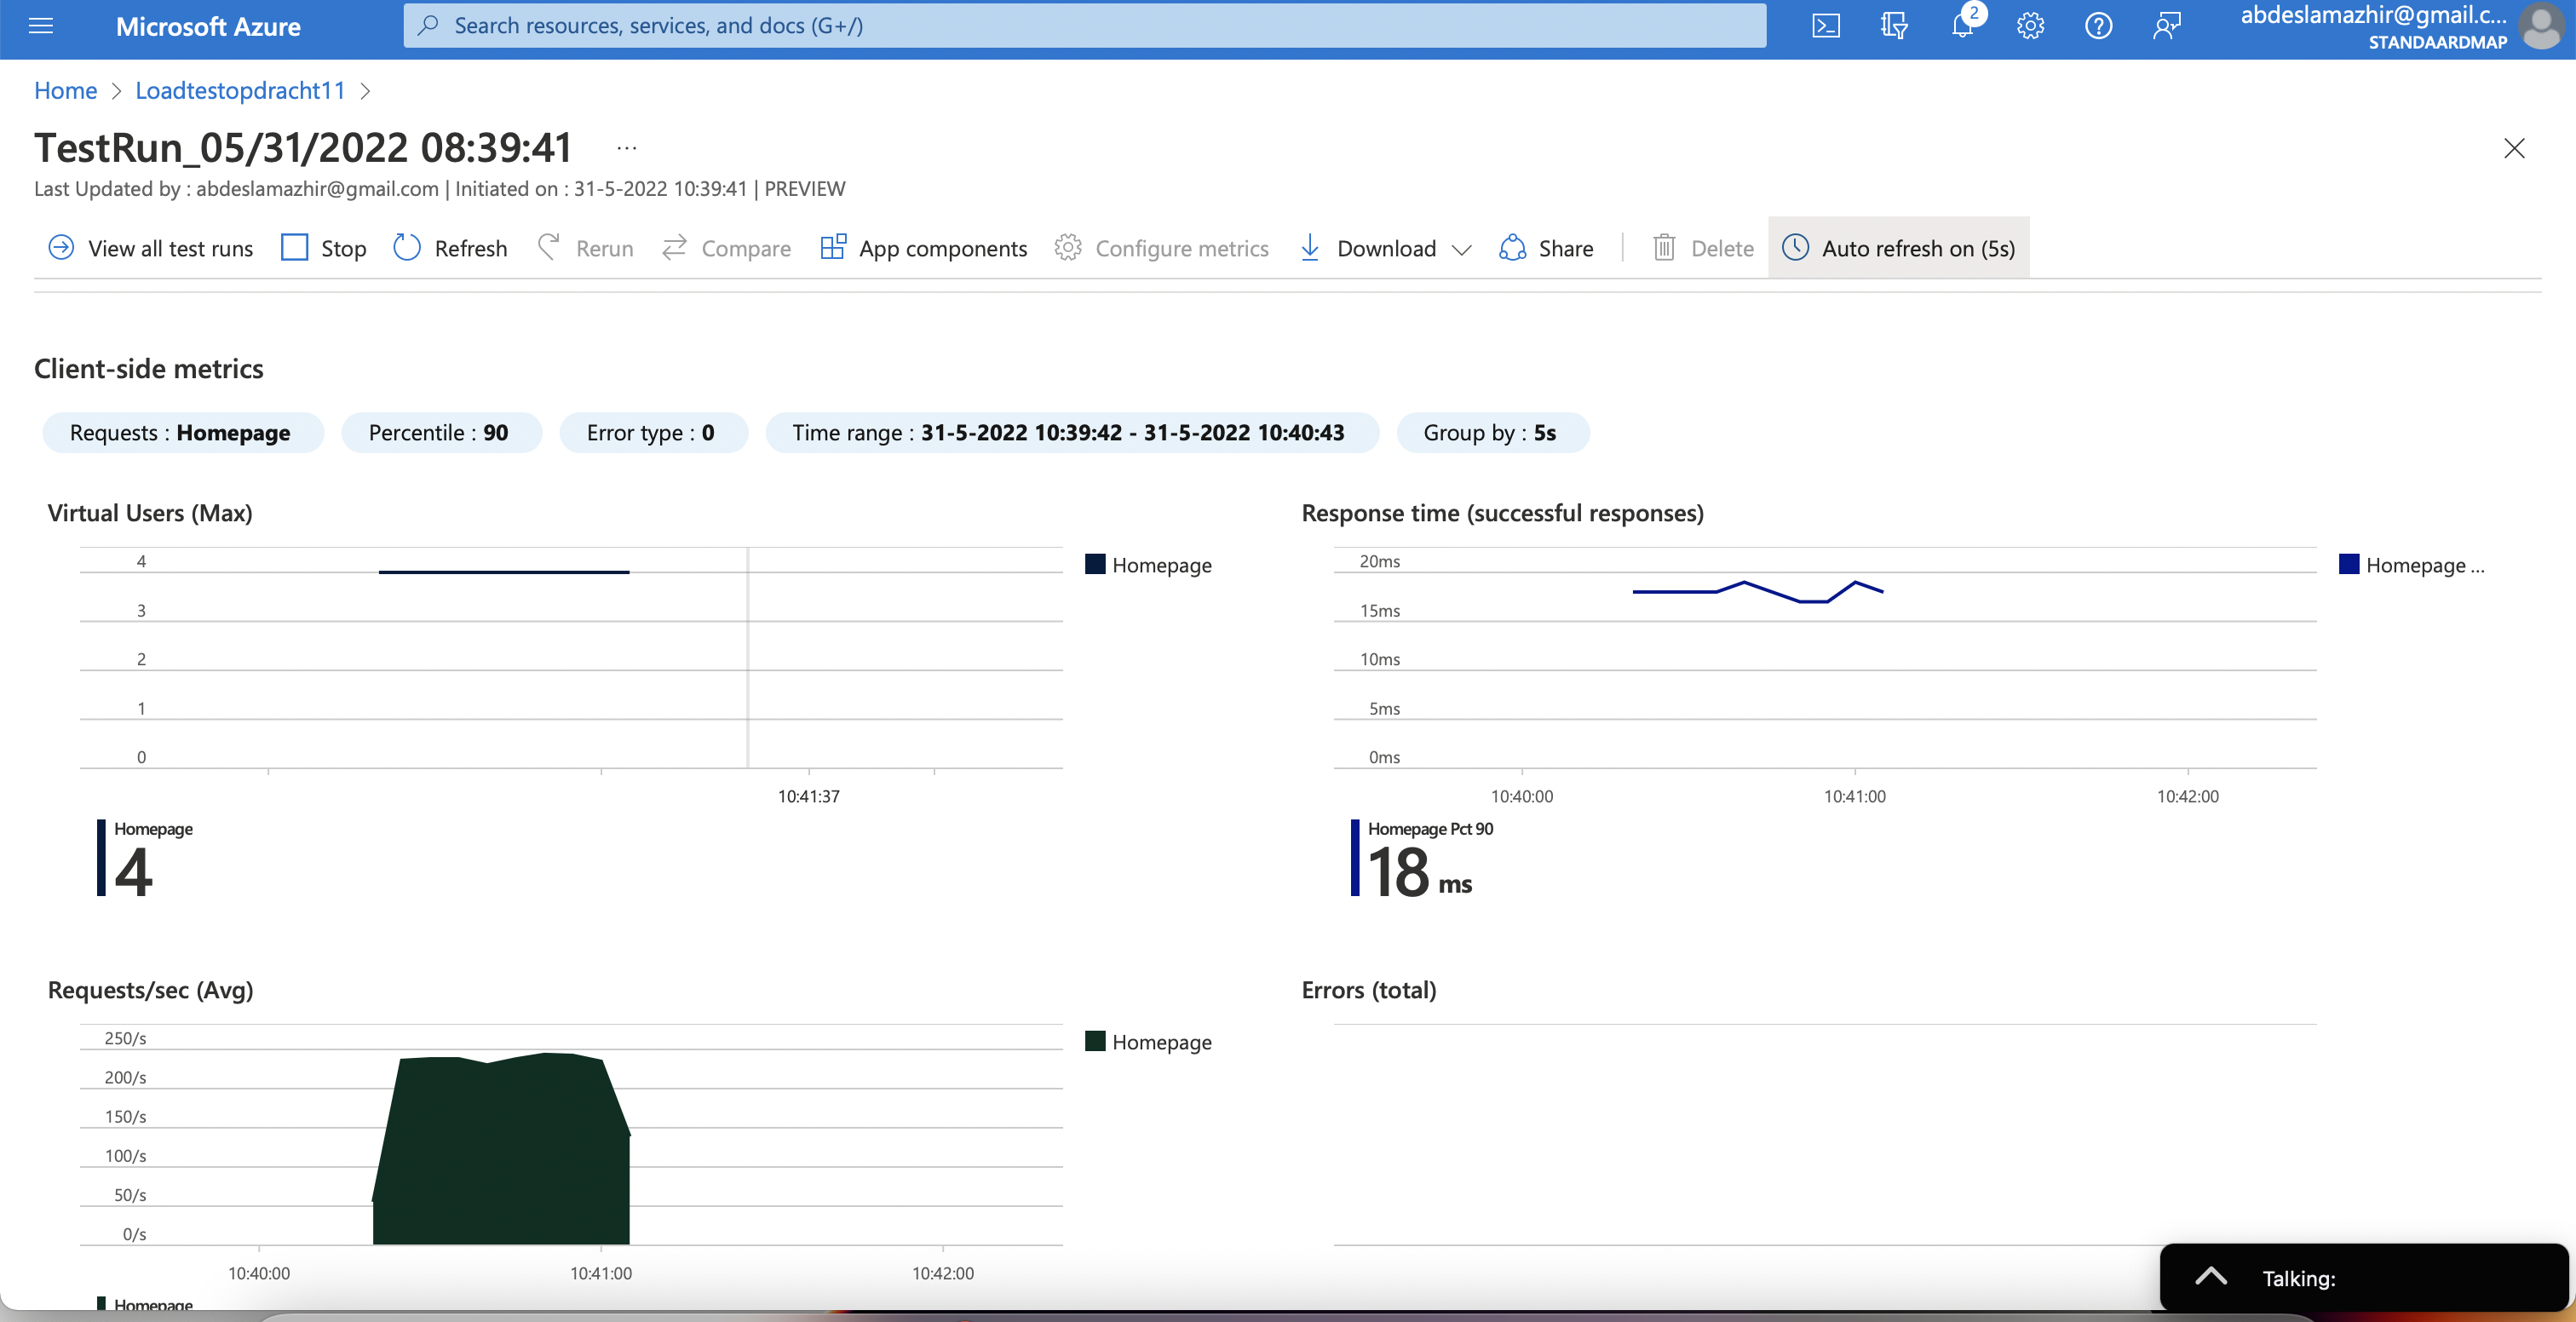 Microsoft Azure
Search resources, services, and docs (G+/)
2
abdeslamazhir@gmail.c...
STANDAARDMAP
Home > Loadtestopdracht11 >
TestRun_05/31/2022 08:39:41 ...
Last Updated by : abdeslamazhir@gmail.com | Initiated on : 31-5-2022 10:39:41 | PREVIEW
View all test runs Stop Refresh Rerun Compare App components Configure metrics Download Share Delete Auto refresh on (5s)
Client-side metrics
Requests : Homepage Percentile : 90 Error type : 0 Time range : 31-5-2022 10:39:42 - 31-5-2022 10:40:43 Group by : 5s
Virtual Users (Max)
4
3
2
1
0
10:41:37
Homepage
Homepage
4
Response time (successful responses)
20ms
15ms
10ms
5ms
0ms
10:40:00 10:41:00 10:42:00
Homepage ...
Homepage Pct 90
18 ms
Requests/sec (Avg)
250/s
200/s
150/s
100/s
50/s
0/s
10:40:00 10:41:00 10:42:00
Homepage
Homepage
Errors (total)
Talking: